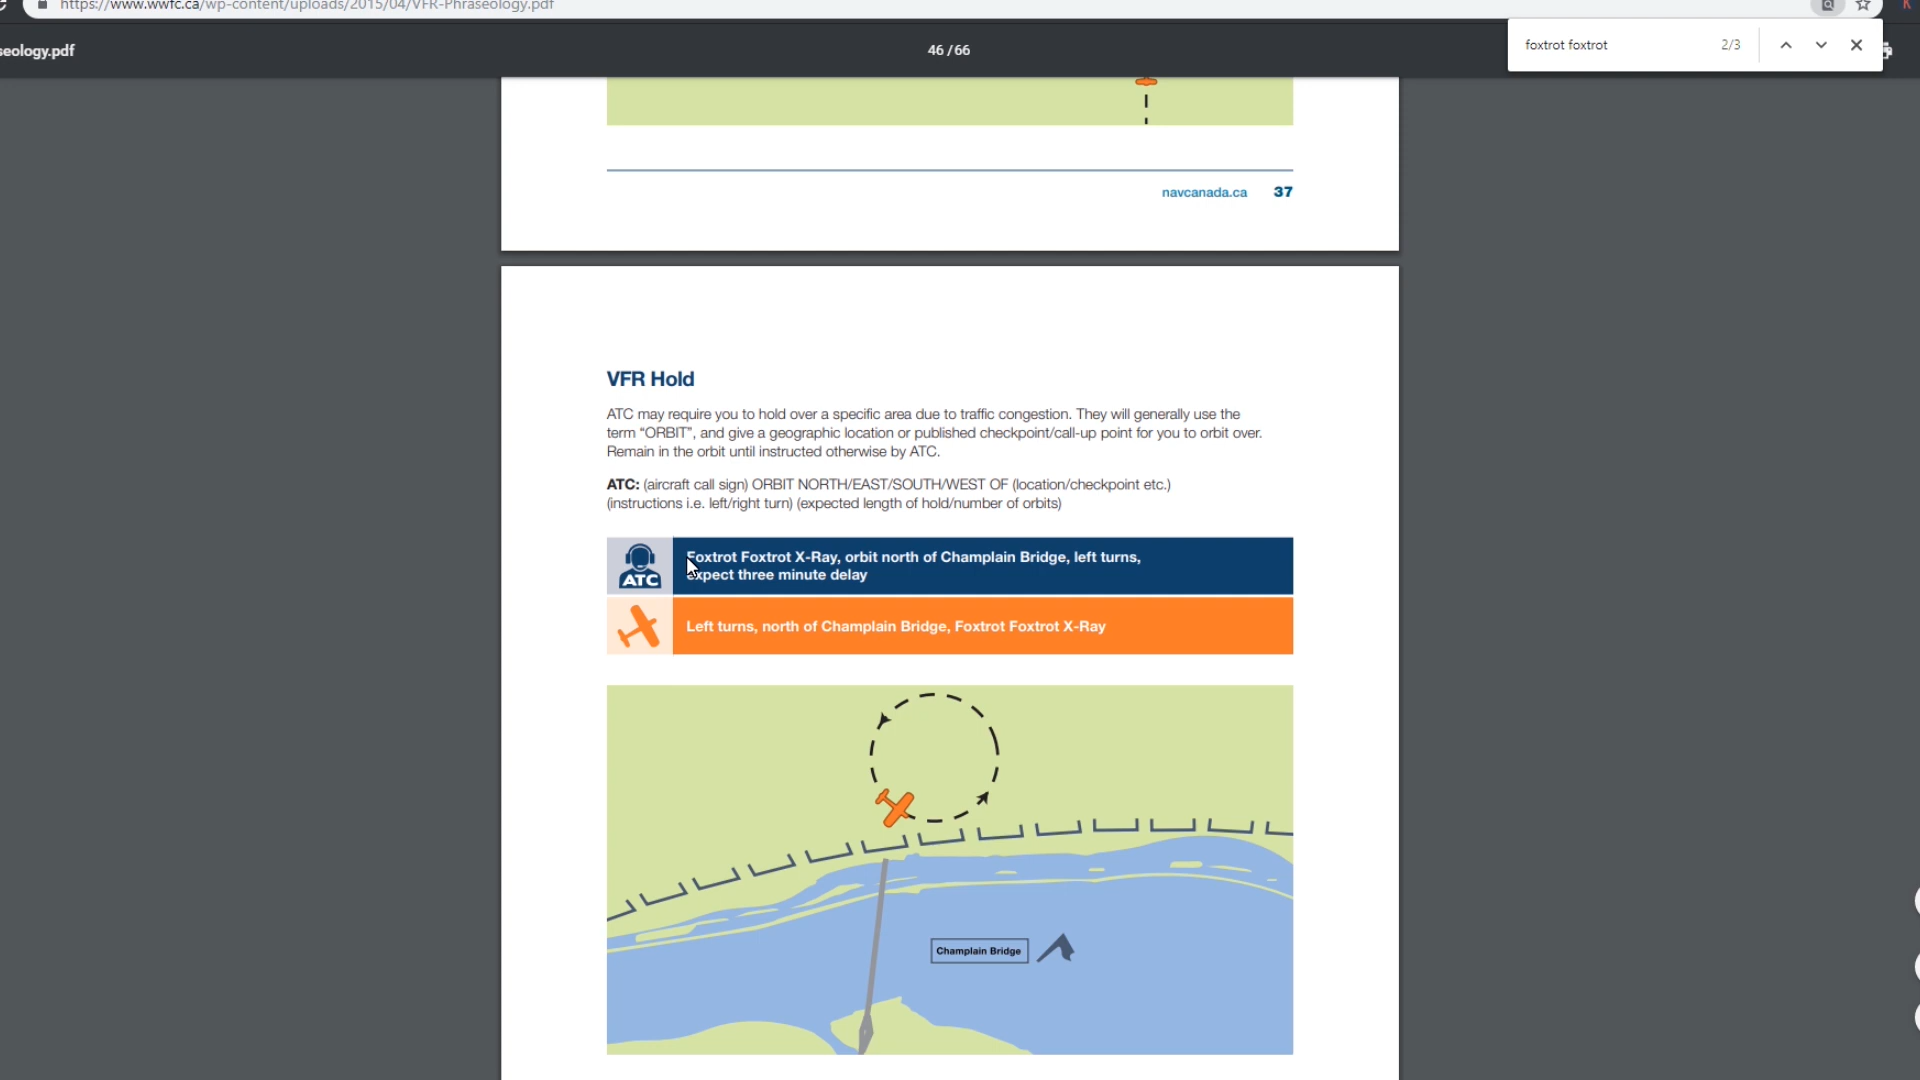 https://www.wwfc.ca/wp-content/uploads/2015/04/VFR-Phraseology.pdf
seology.pdf
46 / 66
foxtrot foxtrot
2/3
navcanada.ca 37
VFR Hold
ATC may require you to hold over a specific area due to traffic congestion. They will generally use the
term “ORBIT”, and give a geographic location or published checkpoint/call-up point for you to orbit over.
Remain in the orbit until instructed otherwise by ATC.
ATC: (aircraft call sign) ORBIT NORTH/EAST/SOUTH/WEST OF (location/checkpoint etc.)
(instructions i.e. left/right turn) (expected length of hold/number of orbits)
ATC
Foxtrot Foxtrot X-Ray, orbit north of Champlain Bridge, left turns,
expect three minute delay
Left turns, north of Champlain Bridge, Foxtrot Foxtrot X-Ray
Champlain Bridge